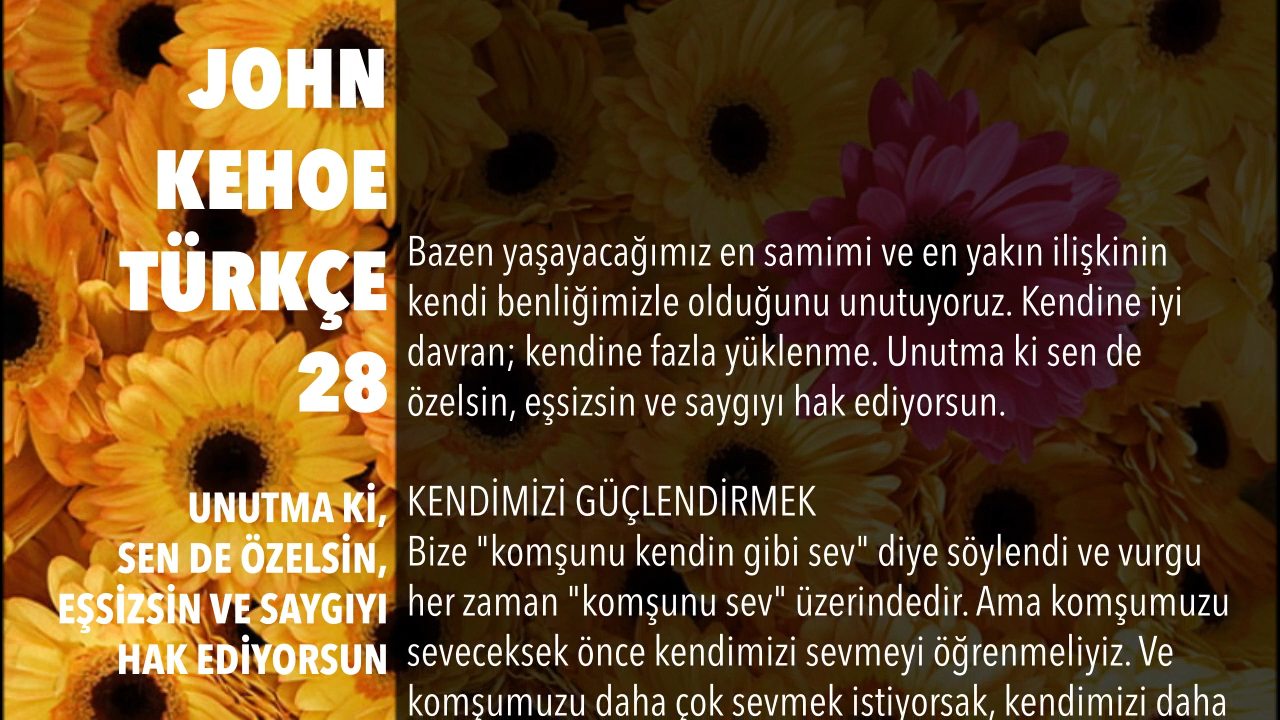 JOHN
KEHOE
TÜRKÇE
28
UNUTMA Kİ,
SEN DE ÖZELSİN,
EŞSİZSİN VE SAYGIYI
HAK EDİYORSUN
Bazen yaşayacağımız en samimi ve en yakın ilişkinin
kendi benliğimizle olduğunu unutuyoruz. Kendine iyi
davran; kendine fazla yüklenme. Unutma ki sen de
özelsin, eşsizsin ve saygıyı hak ediyorsun.
KENDİMİZİ GÜÇLENDİRMEK
Bize "komşunu kendin gibi sev" diye söylendi ve vurgu
her zaman "komşunu sev" üzerindedir. Ama komşumuzu
seveceksek önce kendimizi sevmeyi öğrenmeliyiz. Ve
komşumuzu daha çok sevmek istiyorsak, kendimizi daha